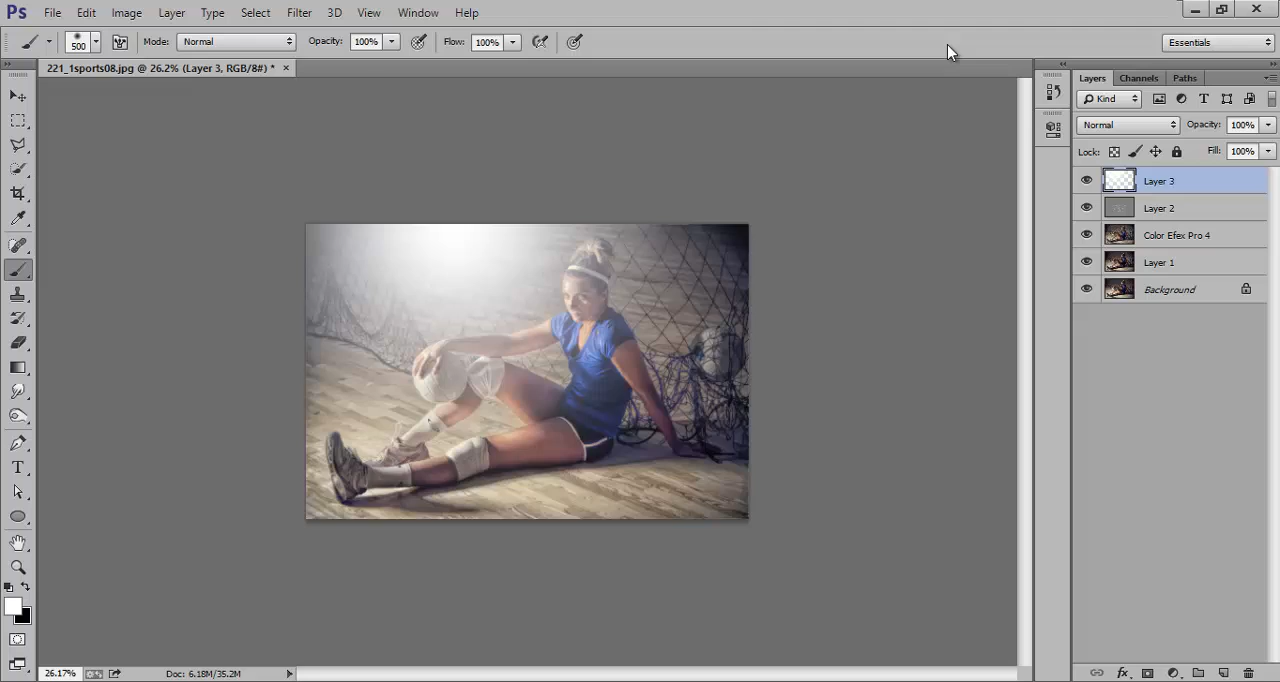 Ps File Edit Image Layer Type Select Filter 3D View Window Help
500 Mode: Normal Opacity: 100% Flow: 100% Essentials
221_1sports08.jpg @ 26.2% (Layer 3, RGB/8#) * ×
Layers Channels Paths
Kind T
Normal Opacity: 100%
Lock: Fill: 100%
Layer 3
Layer 2
Color Efex Pro 4
Layer 1
Background
T
26.17% Doc: 6.18M/35.2M
fx